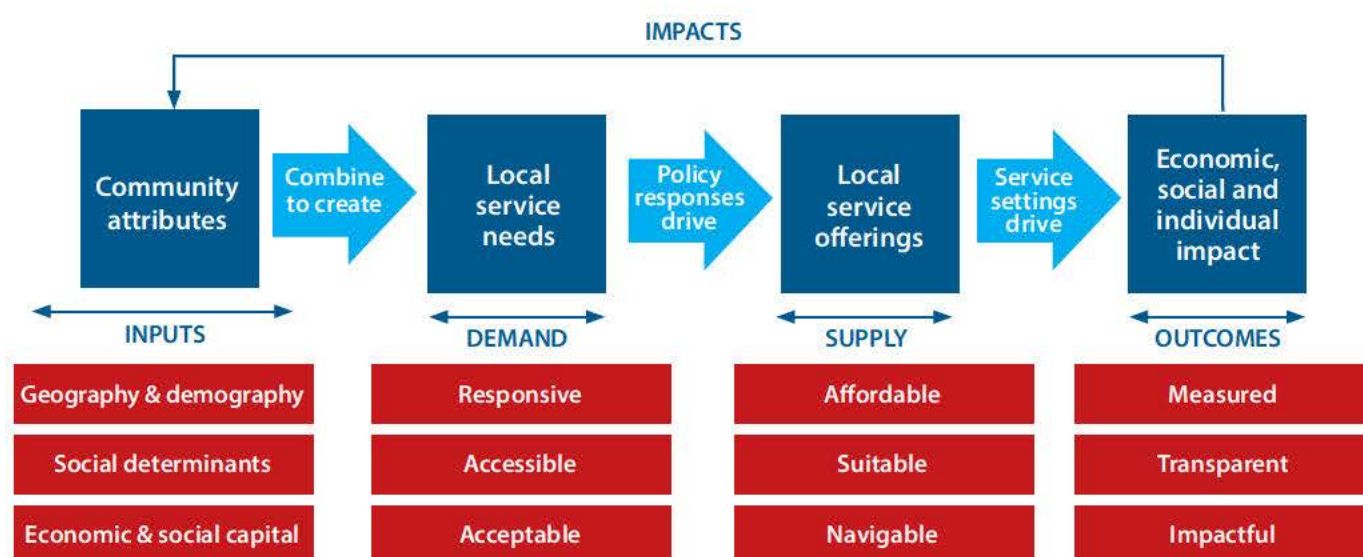 IMPACTS
Community
attributes
Combine
to create
Local
service
needs
Policy
responses
drive
Local
service
offerings
Service
settings
drive
Economic,
social and
individual
impact
INPUTS
DEMAND
SUPPLY
OUTCOMES
Geography & demography
Responsive
Affordable
Measured
Social determinants
Accessible
Suitable
Transparent
Economic & social capital
Acceptable
Navigable
Impactful